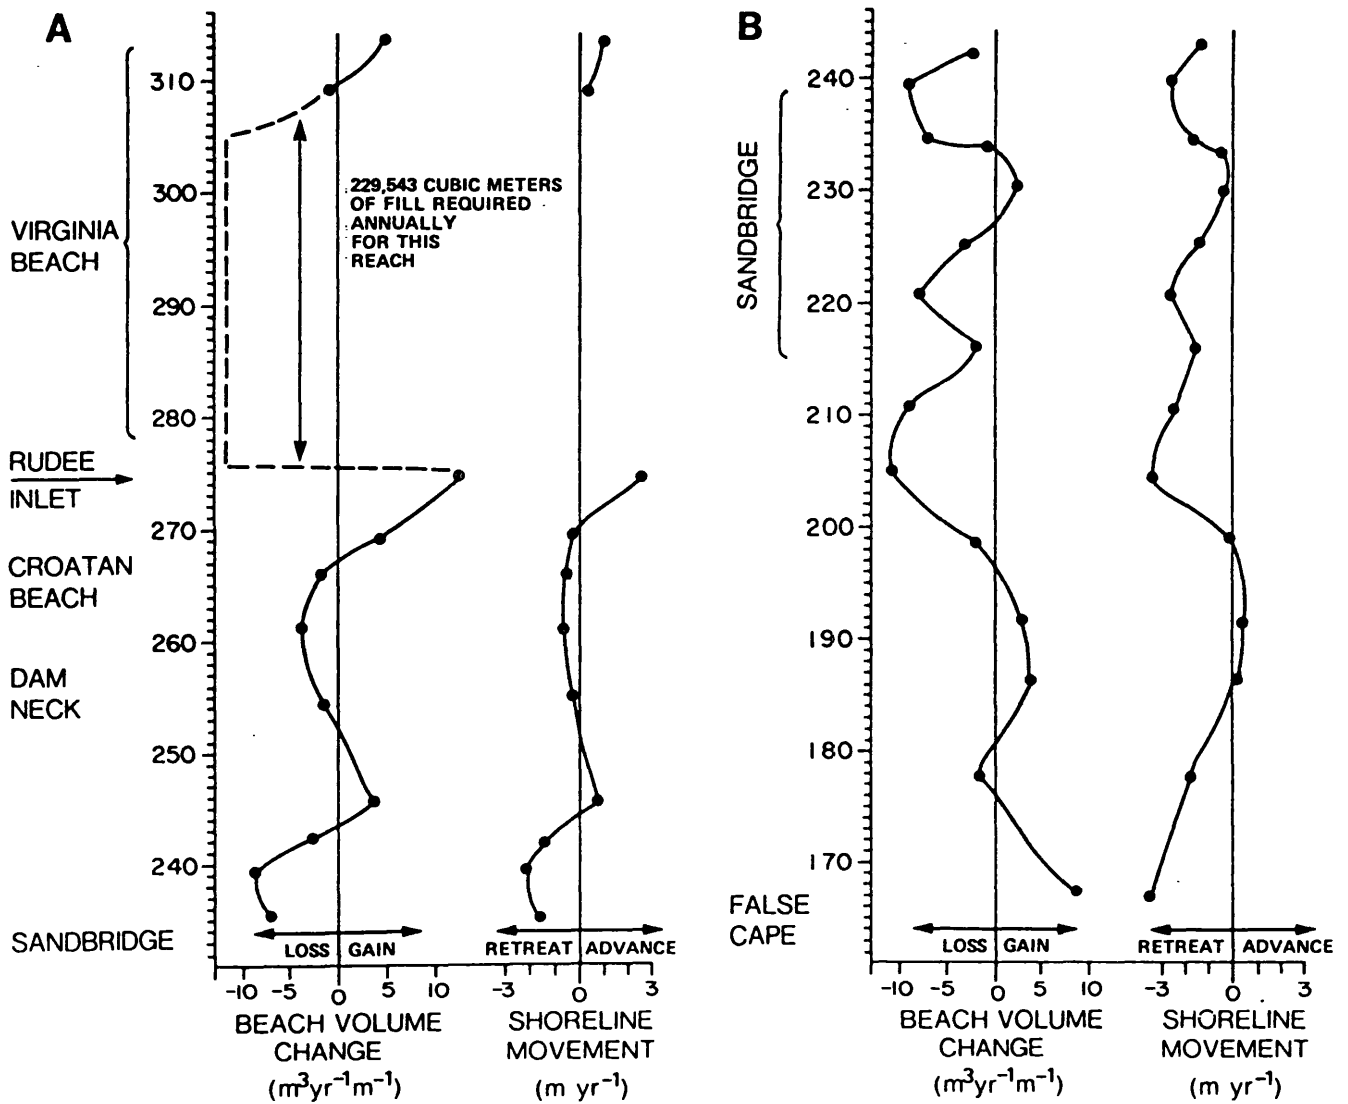 A
VIRGINIA
BEACH
RUDEE
INLET
CROATAN
BEACH
DAM
NECK
SANDBRIDGE
310
300
290
280
270
260
250
240
229,543 CUBIC METERS
OF FILL REQUIRED
ANNUALLY
FOR THIS
REACH
LOSS GAIN
RETREAT ADVANCE
-10 -5 0 5 10
-3 0 3
BEACH VOLUME
CHANGE
(m³yr⁻¹m⁻¹)
SHORELINE
MOVEMENT
(m yr⁻¹)
B
SANDBRIDGE
FALSE
CAPE
240
230
220
210
200
190
180
170
LOSS GAIN
RETREAT ADVANCE
-10 -5 0 5 10
-3 0 3
BEACH VOLUME
CHANGE
(m³yr⁻¹m⁻¹)
SHORELINE
MOVEMENT
(m yr⁻¹)